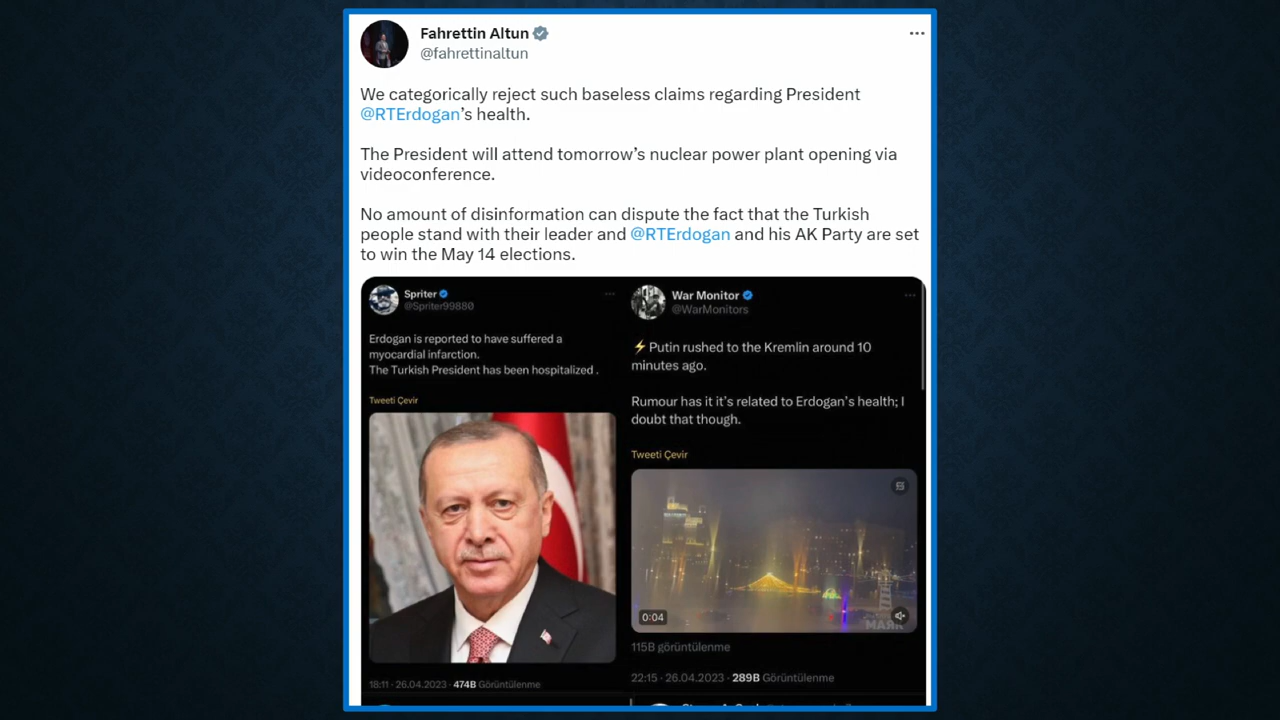 Fahrettin Altun
@fahrettinaltun
We categorically reject such baseless claims regarding President
@RTErdogan’s health.
The President will attend tomorrow’s nuclear power plant opening via
videoconference.
No amount of disinformation can dispute the fact that the Turkish
people stand with their leader and @RTErdogan and his AK Party are set
to win the May 14 elections.
Spriter
@Spriter99880
Erdogan is reported to have suffered a
myocardial infarction.
The Turkish President has been hospitalized .
Tweeti Çevir
18:11 · 26.04.2023 · 474B Görüntülenme
War Monitor
@WarMonitors
⚡Putin rushed to the Kremlin around 10
minutes ago.
Rumour has it it’s related to Erdogan’s health; I
doubt that though.
Tweeti Çevir
0:04
МАЯК
115B görüntülenme
22:15 · 26.04.2023 · 289B Görüntülenme